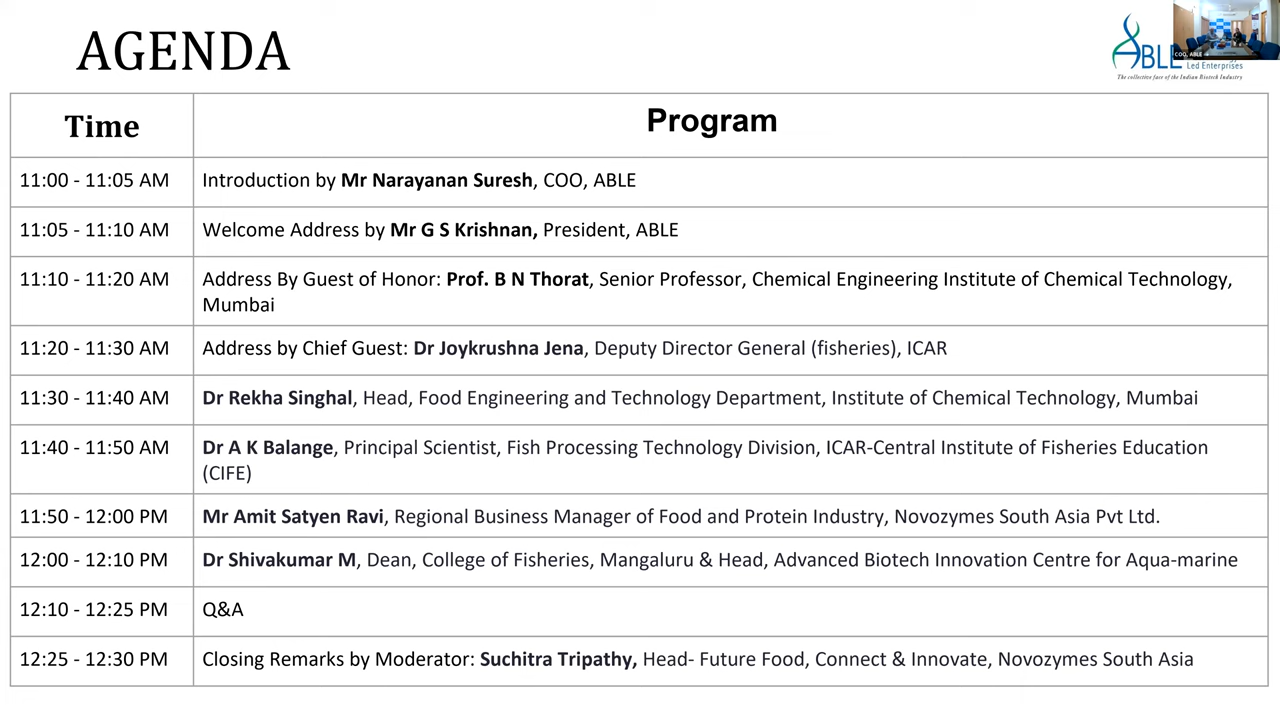 AGENDA
ABLE
Led Enterprises
The collective face of the Indian Biotech Industry
COO, ABLE
Time Program
11:00 - 11:05 AM Introduction by Mr Narayanan Suresh, COO, ABLE
11:05 - 11:10 AM Welcome Address by Mr G S Krishnan, President, ABLE
11:10 - 11:20 AM Address By Guest of Honor: Prof. B N Thorat, Senior Professor, Chemical Engineering Institute of Chemical Technology,
Mumbai
11:20 - 11:30 AM Address by Chief Guest: Dr Joykrushna Jena, Deputy Director General (fisheries), ICAR
11:30 - 11:40 AM Dr Rekha Singhal, Head, Food Engineering and Technology Department, Institute of Chemical Technology, Mumbai
11:40 - 11:50 AM Dr A K Balange, Principal Scientist, Fish Processing Technology Division, ICAR-Central Institute of Fisheries Education
(CIFE)
11:50 - 12:00 PM Mr Amit Satyen Ravi, Regional Business Manager of Food and Protein Industry, Novozymes South Asia Pvt Ltd.
12:00 - 12:10 PM Dr Shivakumar M, Dean, College of Fisheries, Mangaluru & Head, Advanced Biotech Innovation Centre for Aqua-marine
12:10 - 12:25 PM Q&A
12:25 - 12:30 PM Closing Remarks by Moderator: Suchitra Tripathy, Head- Future Food, Connect & Innovate, Novozymes South Asia